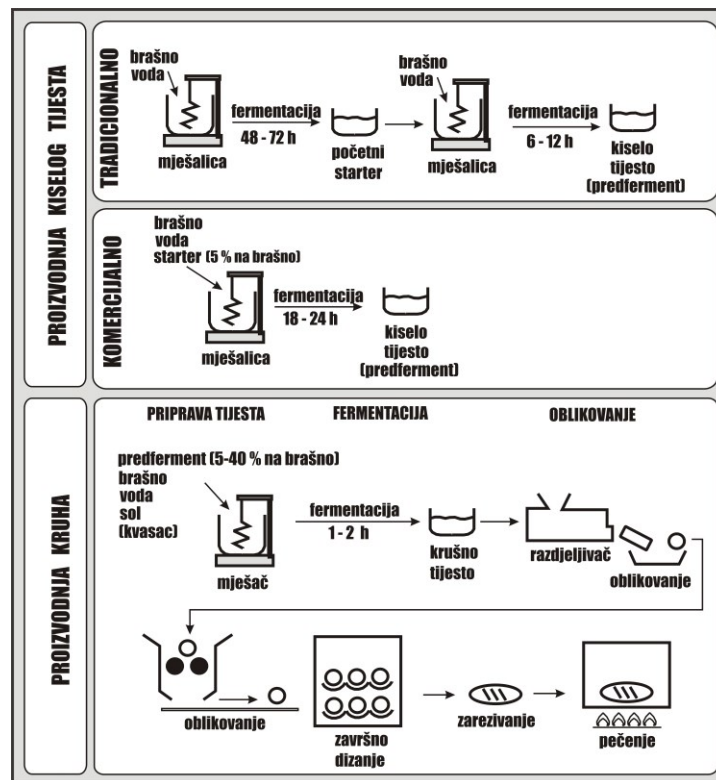 PROIZVODNJA KISELOG TIJESTA
TRADICIONALNO
brašno
voda
mješalica
fermentacija
48 - 72 h
početni
starter
brašno
voda
mješalica
fermentacija
6 - 12 h
kiselo
tijesto
(predferment)
KOMERCIJALNO
brašno
voda
starter (5 % na brašno)
mješalica
fermentacija
18 - 24 h
kiselo
tijesto
(predferment)
PROIZVODNJA KRUHA
PRIPRAVA TIJESTA
FERMENTACIJA
OBLIKOVANJE
predferment (5-40 % na brašno)
brašno
voda
sol
(kvasac)
mješač
fermentacija
1 - 2 h
krušno
tijesto
razdjeljivač
oblikovanje
oblikovanje
završno
dizanje
zarezivanje
pečenje